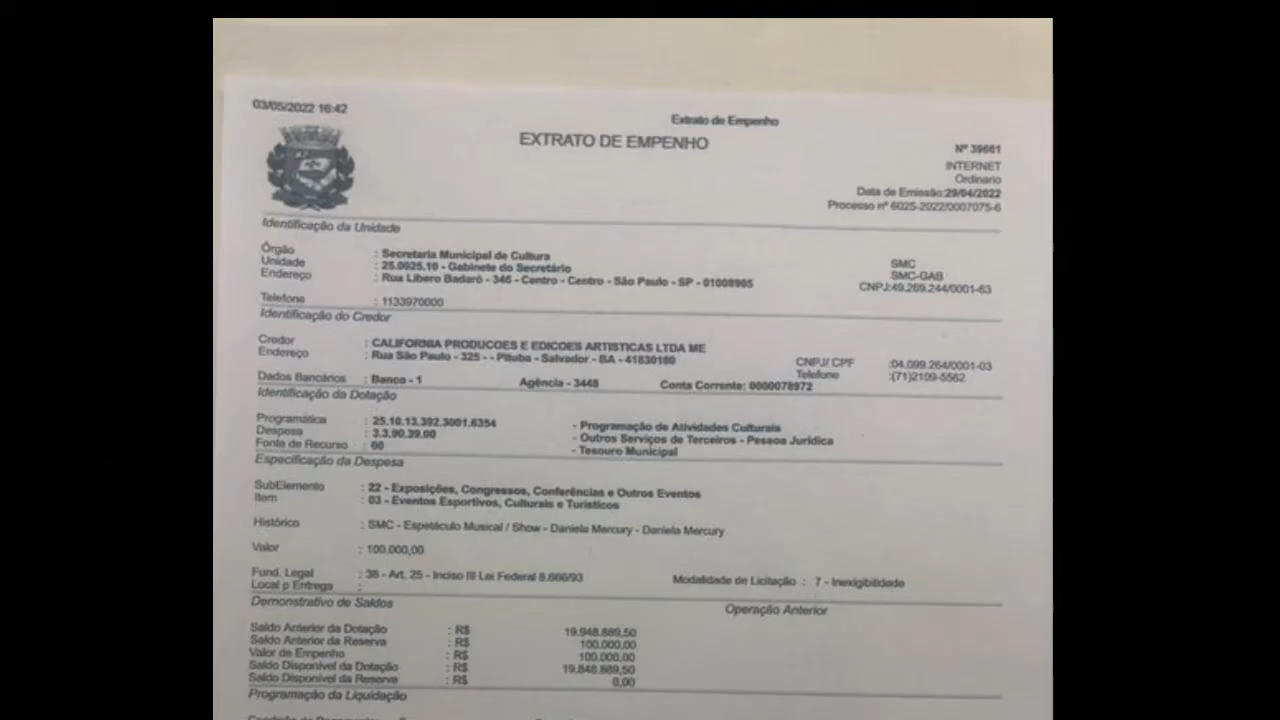 03/05/2022 16:42
Extrato de Empenho
EXTRATO DE EMPENHO
Nº 39661
INTERNET
Ordinario
Data de Emissão:29/04/2022
Processo nº 6025-2022/0007075-6
Identificação da Unidade
Órgão : Secretaria Municipal de Cultura SMC
Unidade : 25.0025.10 - Gabinete do Secretário SMC-GAB
Endereço : Rua Líbero Badaró - 346 - Centro - Centro - São Paulo - SP - 01008905 CNPJ:49.269.244/0001-63
Telefone : 1133970000
Identificação do Credor
Credor : CALIFORNIA PRODUCOES E EDICOES ARTISTICAS LTDA ME CNPJ/ CPF :04.099.264/0001-03
Endereço : Rua São Paulo - 325 - - Pituba - Salvador - BA - 41830180 Telefone :(71)2109-5562
Dados Bancários : Banco - 1 Agência - 3448 Conta Corrente: 0000078972
Identificação da Dotação
Programática : 25.10.13.392.3001.6354 - Programação de Atividades Culturais
Despesa : 3.3.90.39.00 - Outros Serviços de Terceiros - Pessoa Jurídica
Fonte de Recurso : 00 - Tesouro Municipal
Especificação da Despesa
SubElemento : 22 - Exposições, Congressos, Conferências e Outros Eventos
Item : 03 - Eventos Esportivos, Culturais e Turísticos
Histórico : SMC - Espetáculo Musical / Show - Daniela Mercury - Daniela Mercury
Valor : 100.000,00
Fund. Legal : 38 - Art. 25 - Inciso III Lei Federal 8.666/93 Modalidade de Licitação : 7 - Inexigibilidade
Local p Entrega :
Demonstrativo de Saldos Operação Anterior
Saldo Anterior da Dotação : R$ 19.948.889,50
Saldo Anterior da Reserva : R$ 100.000,00
Valor de Empenho : R$ 100.000,00
Saldo Disponível da Dotação : R$ 19.848.889,50
Saldo Disponível da Reserva : R$ 0,00
Programação da Liquidação